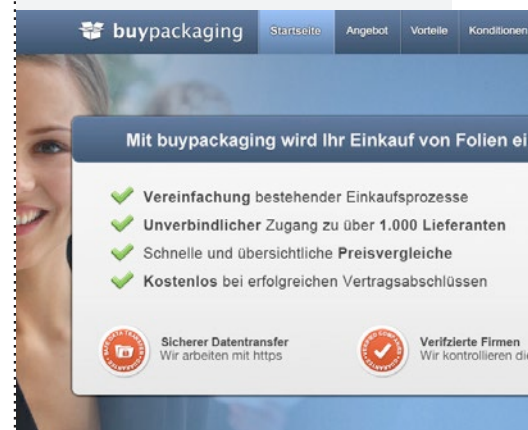 buypackaging
Startseite Angebot Vorteile Konditionen
Mit buypackaging wird Ihr Einkauf von Folien ei
Vereinfachung bestehender Einkaufsprozesse
Unverbindlicher Zugang zu über 1.000 Lieferanten
Schnelle und übersichtliche Preisvergleiche
Kostenlos bei erfolgreichen Vertragsabschlüssen
Sicherer Datentransfer
Wir arbeiten mit https
Verifzierte Firmen
Wir kontrollieren die